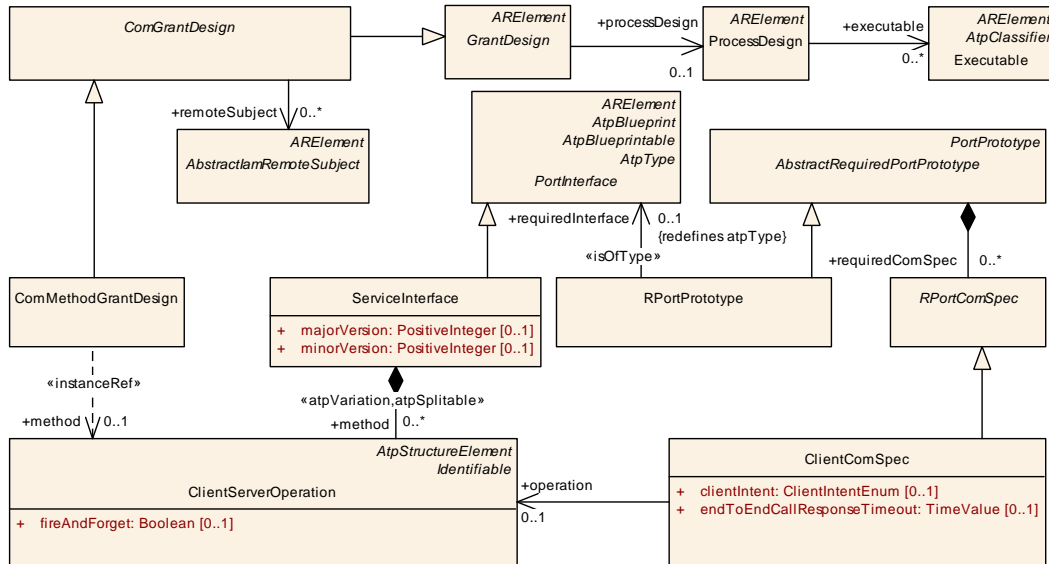 ComGrantDesign
ARElement
GrantDesign
+processDesign
0..1
ARElement
ProcessDesign
+executable
0..*
ARElement
AtpClassifier
Executable
+remoteSubject
0..*
ARElement
AbstractIamRemoteSubject
ARElement
AtpBlueprint
AtpBlueprintable
AtpType
PortInterface
PortPrototype
AbstractRequiredPortPrototype
+requiredInterface
0..1
{redefines atpType}
«isOfType»
+requiredComSpec
0..*
ComMethodGrantDesign
ServiceInterface
+ majorVersion: PositiveInteger [0..1]
+ minorVersion: PositiveInteger [0..1]
RPortPrototype
RPortComSpec
«instanceRef»
+method
0..1
«atpVariation,atpSplitable»
+method
0..*
AtpStructureElement
Identifiable
ClientServerOperation
+ fireAndForget: Boolean [0..1]
+operation
0..1
ClientComSpec
+ clientIntent: ClientIntentEnum [0..1]
+ endToEndCallResponseTimeout: TimeValue [0..1]